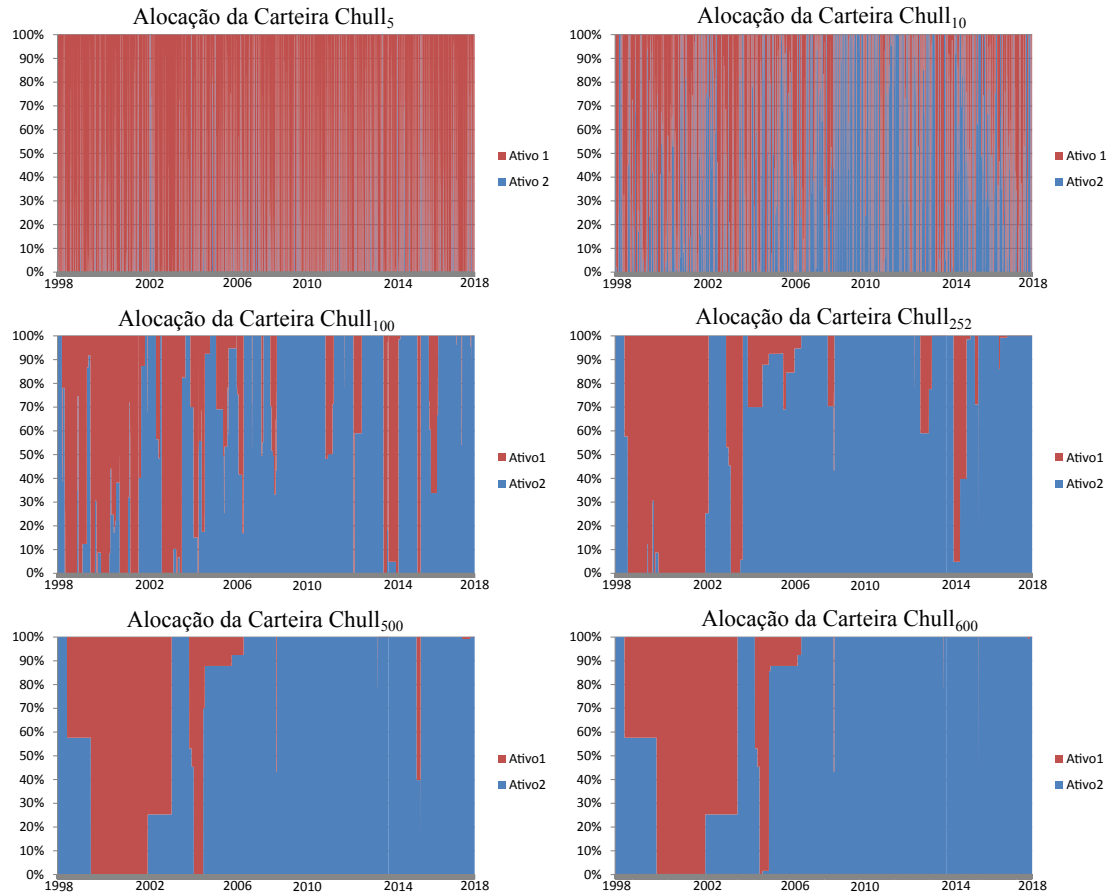 Alocação da Carteira Chull5
100%
90%
80%
70%
60%
50%
40%
30%
20%
10%
0%
1998 2002 2006 2010 2014 2018
Ativo 1
Ativo 2
Alocação da Carteira Chull10
100%
90%
80%
70%
60%
50%
40%
30%
20%
10%
0%
1998 2002 2006 2010 2014 2018
Ativo 1
Ativo2
Alocação da Carteira Chull100
100%
90%
80%
70%
60%
50%
40%
30%
20%
10%
0%
1998 2002 2006 2010 2014 2018
Ativo1
Ativo2
Alocação da Carteira Chull252
100%
90%
80%
70%
60%
50%
40%
30%
20%
10%
0%
1998 2002 2006 2010 2014 2018
Ativo1
Ativo2
Alocação da Carteira Chull500
100%
90%
80%
70%
60%
50%
40%
30%
20%
10%
0%
1998 2002 2006 2010 2014 2018
Ativo1
Ativo2
Alocação da Carteira Chull600
100%
90%
80%
70%
60%
50%
40%
30%
20%
10%
0%
1998 2002 2006 2010 2014 2018
Ativo1
Ativo2